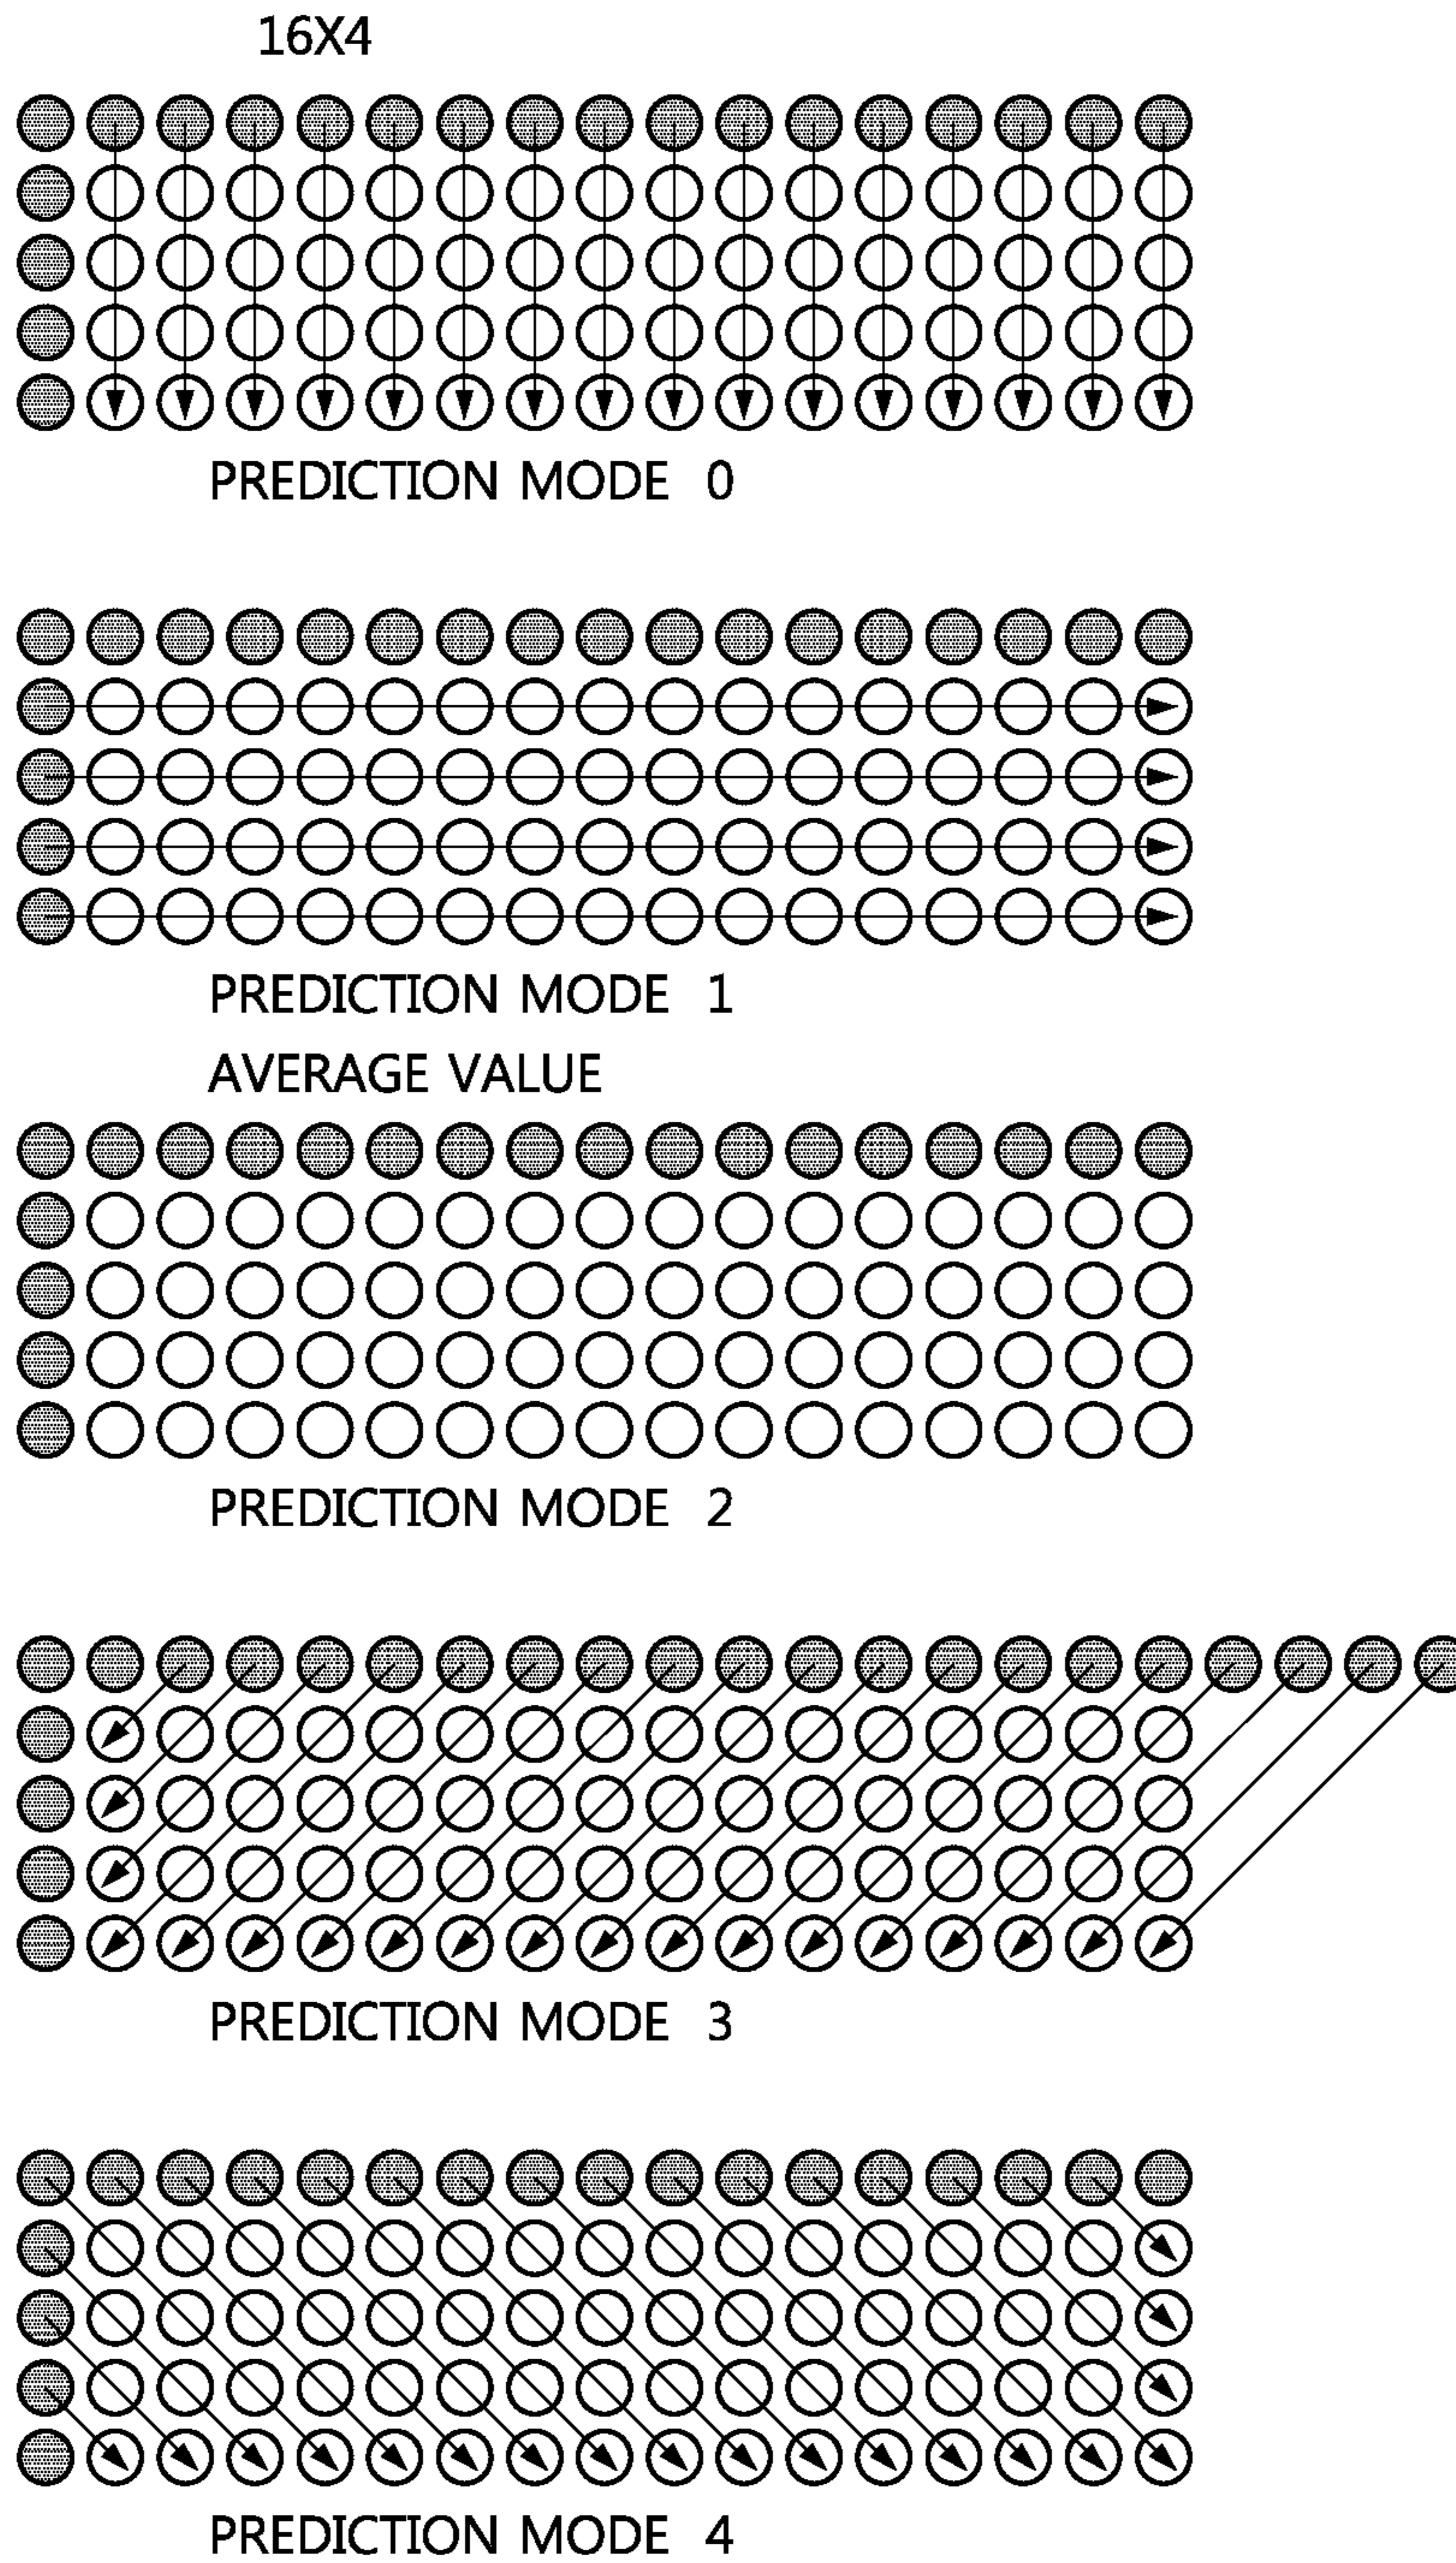 16X4
PREDICTION MODE 0
PREDICTION MODE 1
AVERAGE VALUE
PREDICTION MODE 2
PREDICTION MODE 3
PREDICTION MODE 4